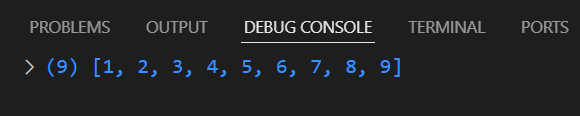 PROBLEMS OUTPUT DEBUG CONSOLE TERMINAL PORTS
> (9) [1, 2, 3, 4, 5, 6, 7, 8, 9]